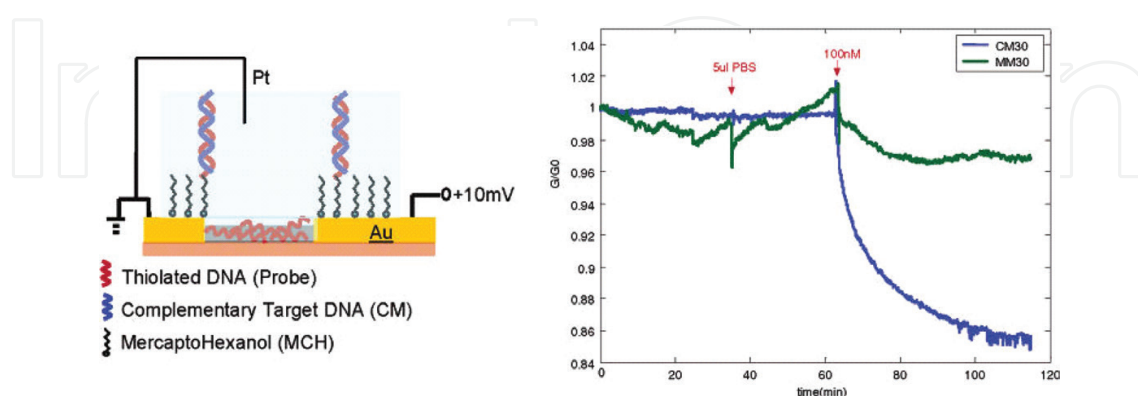 Pt
+10mV
Au
Thiolated DNA (Probe)
Complementary Target DNA (CM)
MercaptoHexanol (MCH)
1.04
1.02
1
0.98
0.96
0.94
0.92
0.9
0.88
0.86
0.84
G/G0
5ul PBS
100nM
CM30
MM30
0
20
40
60
80
100
120
time(min)